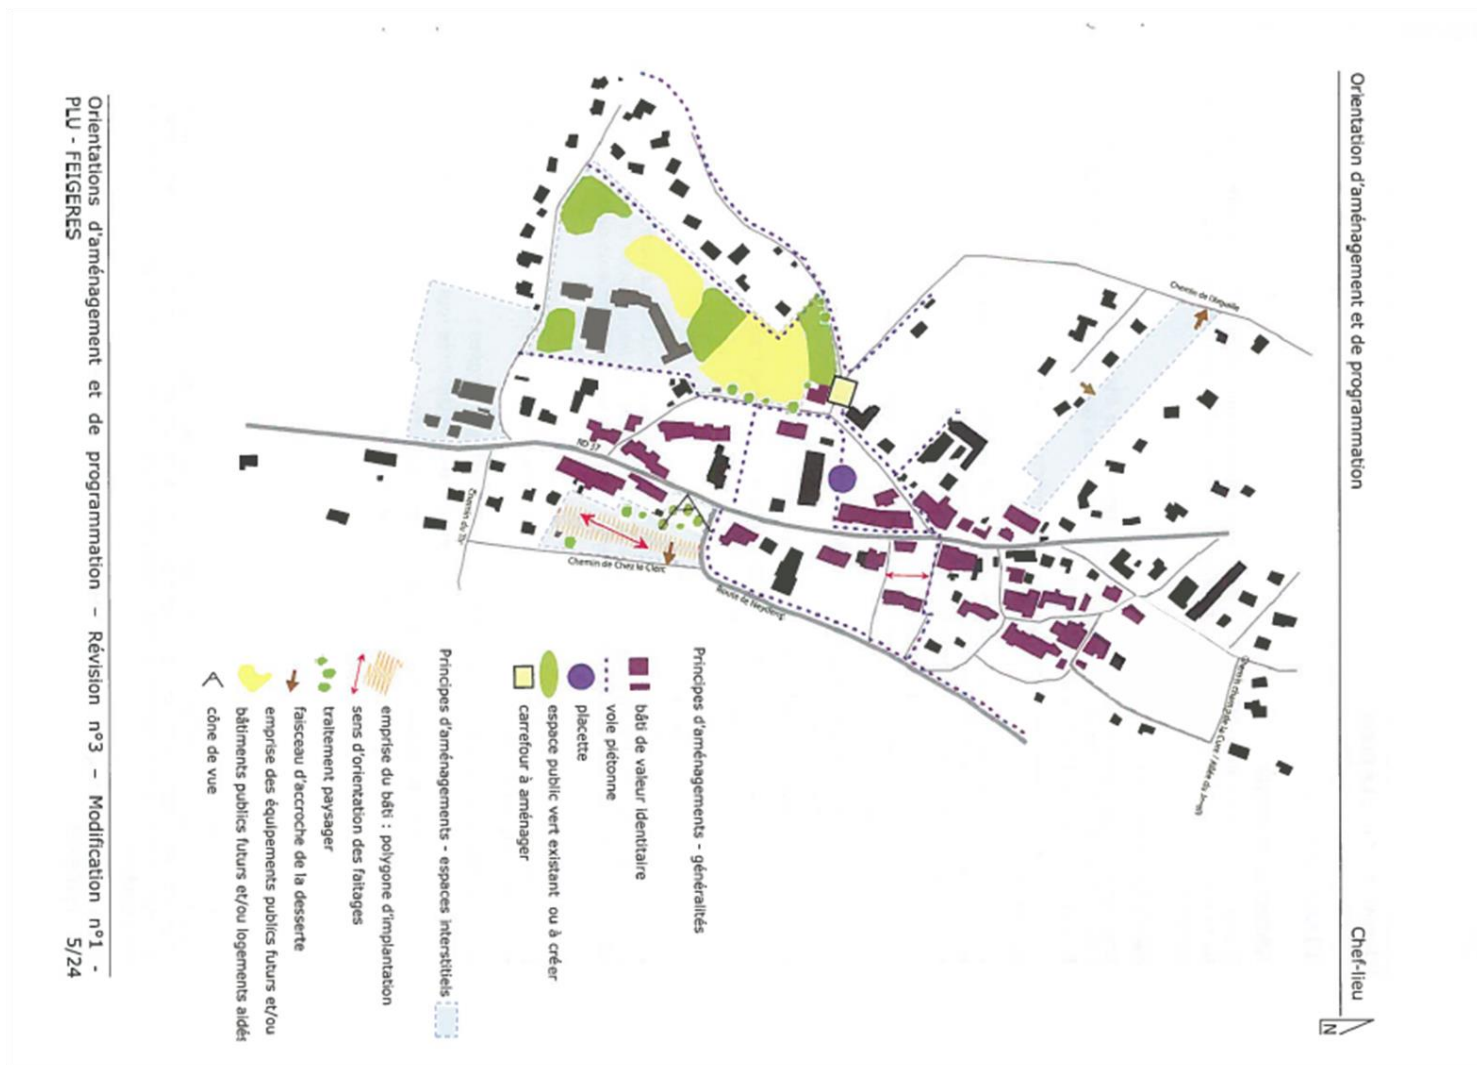 Orientation d'aménagement et de programmation
Chef-lieu
N
Chemin de l'Aiguille
RD 37
Chemin du Té
Chemin de Chez le Clerc
Route de Neydens
Principes d'aménagements - généralités
bâti de valeur identitaire
voie piétonne
placette
espace public vert existant ou à créer
carrefour à aménager
Principes d'aménagements - espaces interstitiels
emprise du bâti : polygone d'implantation
sens d'orientation des faîtages
traitement paysager
faisceau d'accroche de la desserte
emprise des équipements publics futurs et/ou
bâtiments publics futurs et/ou logements aidés
cône de vue
Orientations d'aménagement et de programmation – Révision n°3 – Modification n°1 -
PLU - FEIGERES
5/24